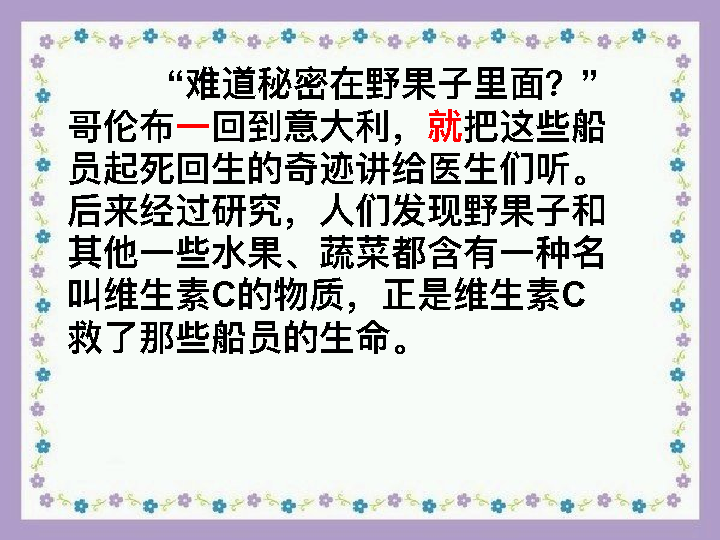 “难道秘密在野果子里面？”
哥伦布一回到意大利，就把这些船
员起死回生的奇迹讲给医生们听。
后来经过研究，人们发现野果子和
其他一些水果、蔬菜都含有一种名
叫维生素C的物质，正是维生素C
救了那些船员的生命。